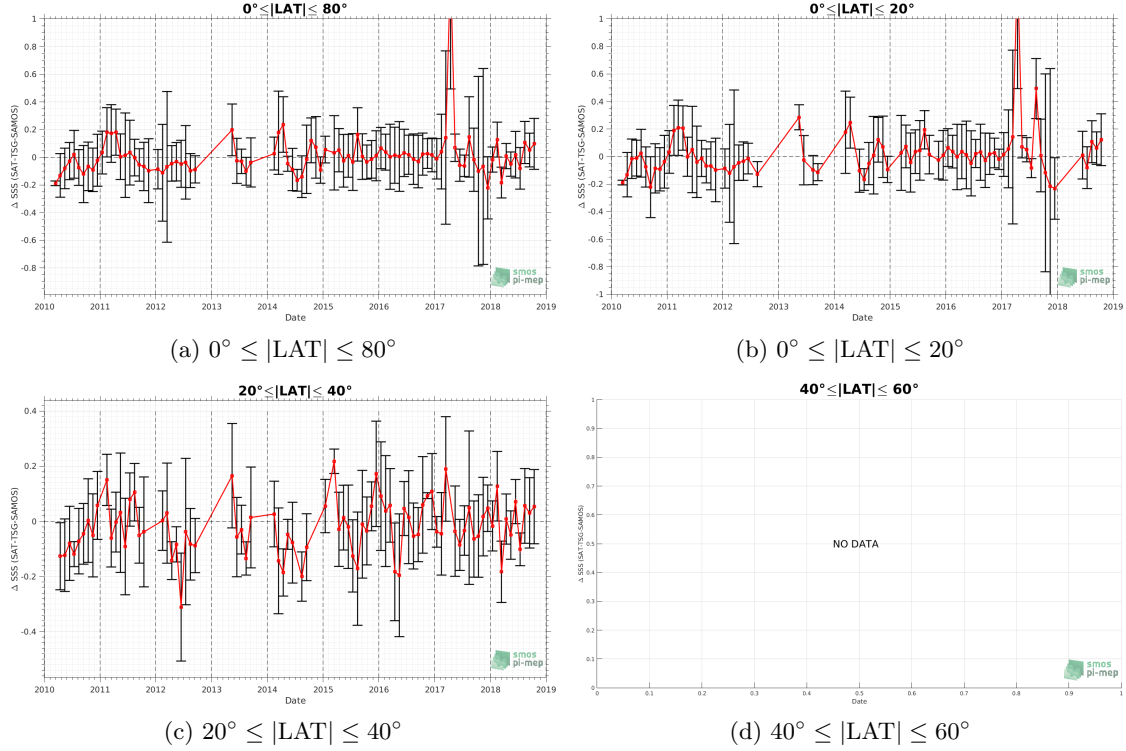 0°≤|LAT|≤ 80°
Δ SSS (SAT-TSG-SAMOS)
1
0.8
0.6
0.4
0.2
0
-0.2
-0.4
-0.6
-0.8
2010 2011 2012 2013 2014 2015 2016 2017 2018 2019
Date
smos
pi-mep
(a) 0° ≤ |LAT| ≤ 80°
0°≤|LAT|≤ 20°
Δ SSS (SAT-TSG-SAMOS)
1
0.8
0.6
0.4
0.2
0
-0.2
-0.4
-0.6
-0.8
-1
2010 2011 2012 2013 2014 2015 2016 2017 2018 2019
Date
smos
pi-mep
(b) 0° ≤ |LAT| ≤ 20°
20°≤|LAT|≤ 40°
Δ SSS (SAT-TSG-SAMOS)
0.4
0.2
0
-0.2
-0.4
2010 2011 2012 2013 2014 2015 2016 2017 2018 2019
Date
smos
pi-mep
(c) 20° ≤ |LAT| ≤ 40°
40°≤|LAT|≤ 60°
Δ SSS (SAT-TSG-SAMOS)
1
0.9
0.8
0.7
0.6
0.5
0.4
0.3
0.2
0.1
0
NO DATA
0 0.1 0.2 0.3 0.4 0.5 0.6 0.7 0.8 0.9 1
Date
smos
pi-mep
(d) 40° ≤ |LAT| ≤ 60°